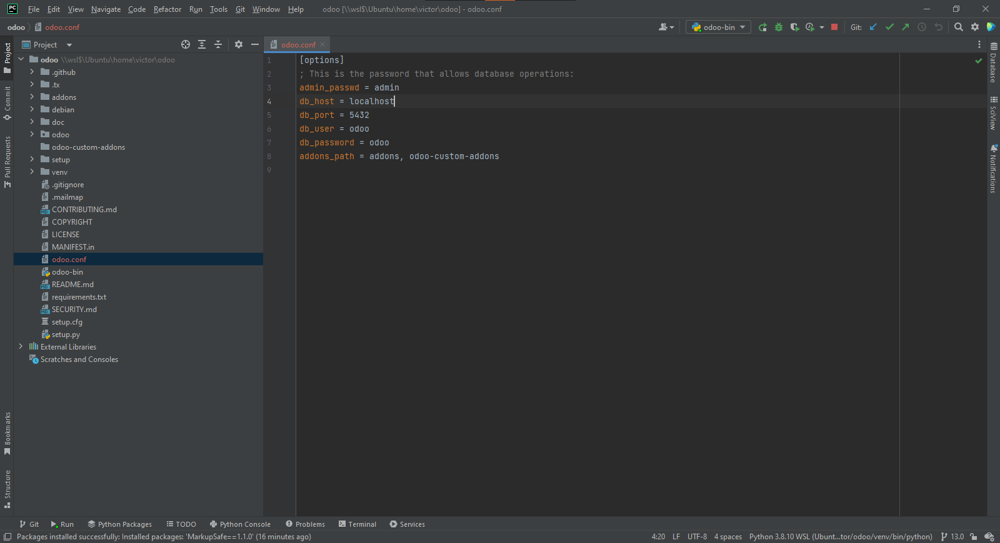 PC File Edit View Navigate Code Refactor Run Tools Git Window Help odoo [\\wsl$\Ubuntu\home\victor\odoo] - odoo.conf
odoo odoo.conf odoo-bin Git:
Project odoo.conf
odoo \\wsl$\Ubuntu\home\victor\odoo
.github
.tx
addons
debian
doc
odoo
odoo-custom-addons
setup
venv
.gitignore
.mailmap
CONTRIBUTING.md
COPYRIGHT
LICENSE
MANIFEST.in
odoo.conf
odoo-bin
README.md
requirements.txt
SECURITY.md
setup.cfg
setup.py
External Libraries
Scratches and Consoles
1 [options]
2 ; This is the password that allows database operations:
3 admin_passwd = admin
4 db_host = localhost
5 db_port = 5432
6 db_user = odoo
7 db_password = odoo
8 addons_path = addons, odoo-custom-addons
9
Project
Commit
Pull Requests
Bookmarks
Structure
Database
SciView
Notifications
Git Run Python Packages TODO Python Console Problems Terminal Services
Packages installed successfully: Installed packages: 'MarkupSafe==1.1.0' (16 minutes ago) 4:20 LF UTF-8 4 spaces Python 3.8.10 WSL (Ubunt...tor/odoo/venv/bin/python) 13.0